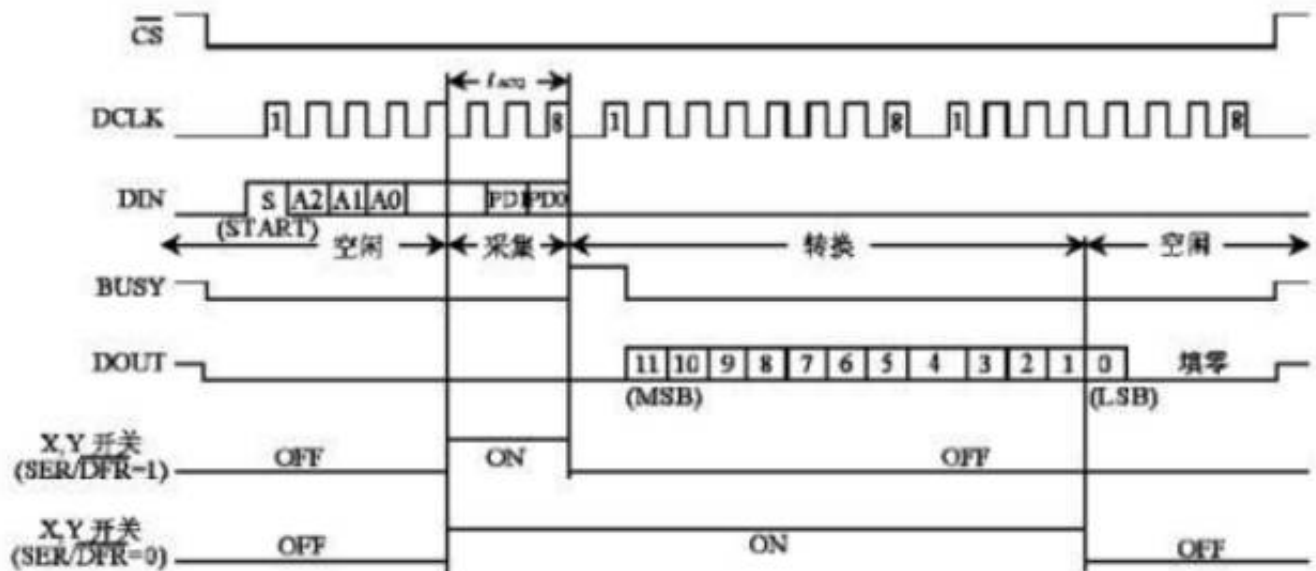 CS
t ACQ
DCLK 1 8 1 8 1 8
DIN S A2 A1 A0 PD1 PD0
(START)
空闲 采集 转换 空闲
BUSY
DOUT 11 10 9 8 7 6 5 4 3 2 1 0 填零
(MSB) (LSB)
X,Y 开关
(SER/DFR=1) OFF ON OFF
X,Y 开关
(SER/DFR=0) OFF ON OFF